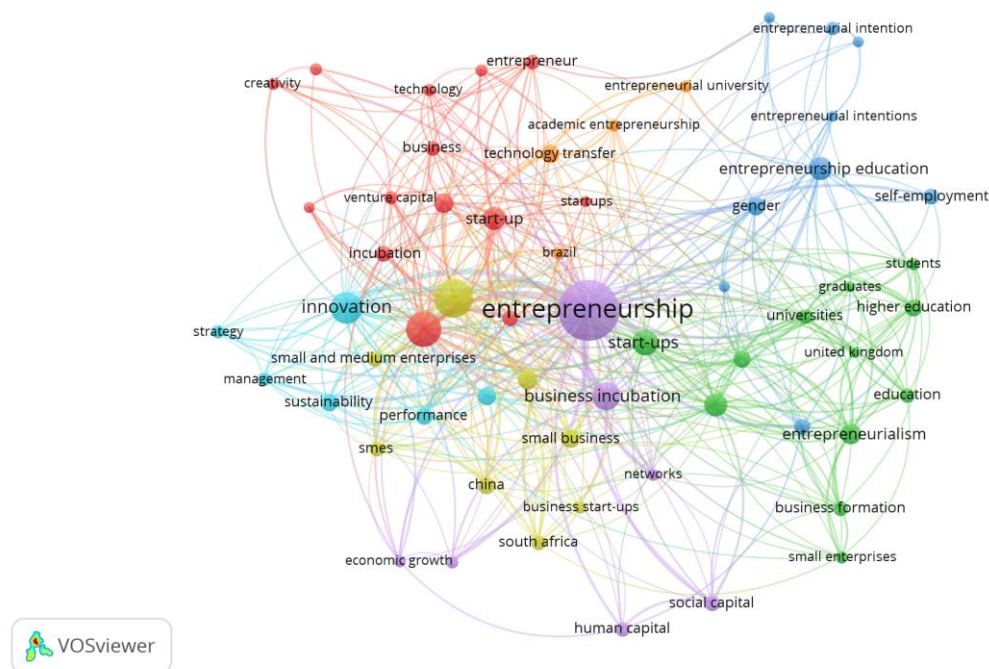 entrepreneurial intention
entrepreneur
creativity
technology
entrepreneurial university
entrepreneurial intentions
academic entrepreneurship
business
technology transfer
entrepreneurship education
venture capital
startups
gender
self-employment
start-up
incubation
brazil
students
graduates
innovation
entrepreneurship
universities
higher education
strategy
start-ups
small and medium enterprises
united kingdom
management
sustainability
performance
business incubation
education
small business
entrepreneurialism
smes
networks
china
business start-ups
business formation
south africa
economic growth
small enterprises
social capital
human capital
VOSviewer